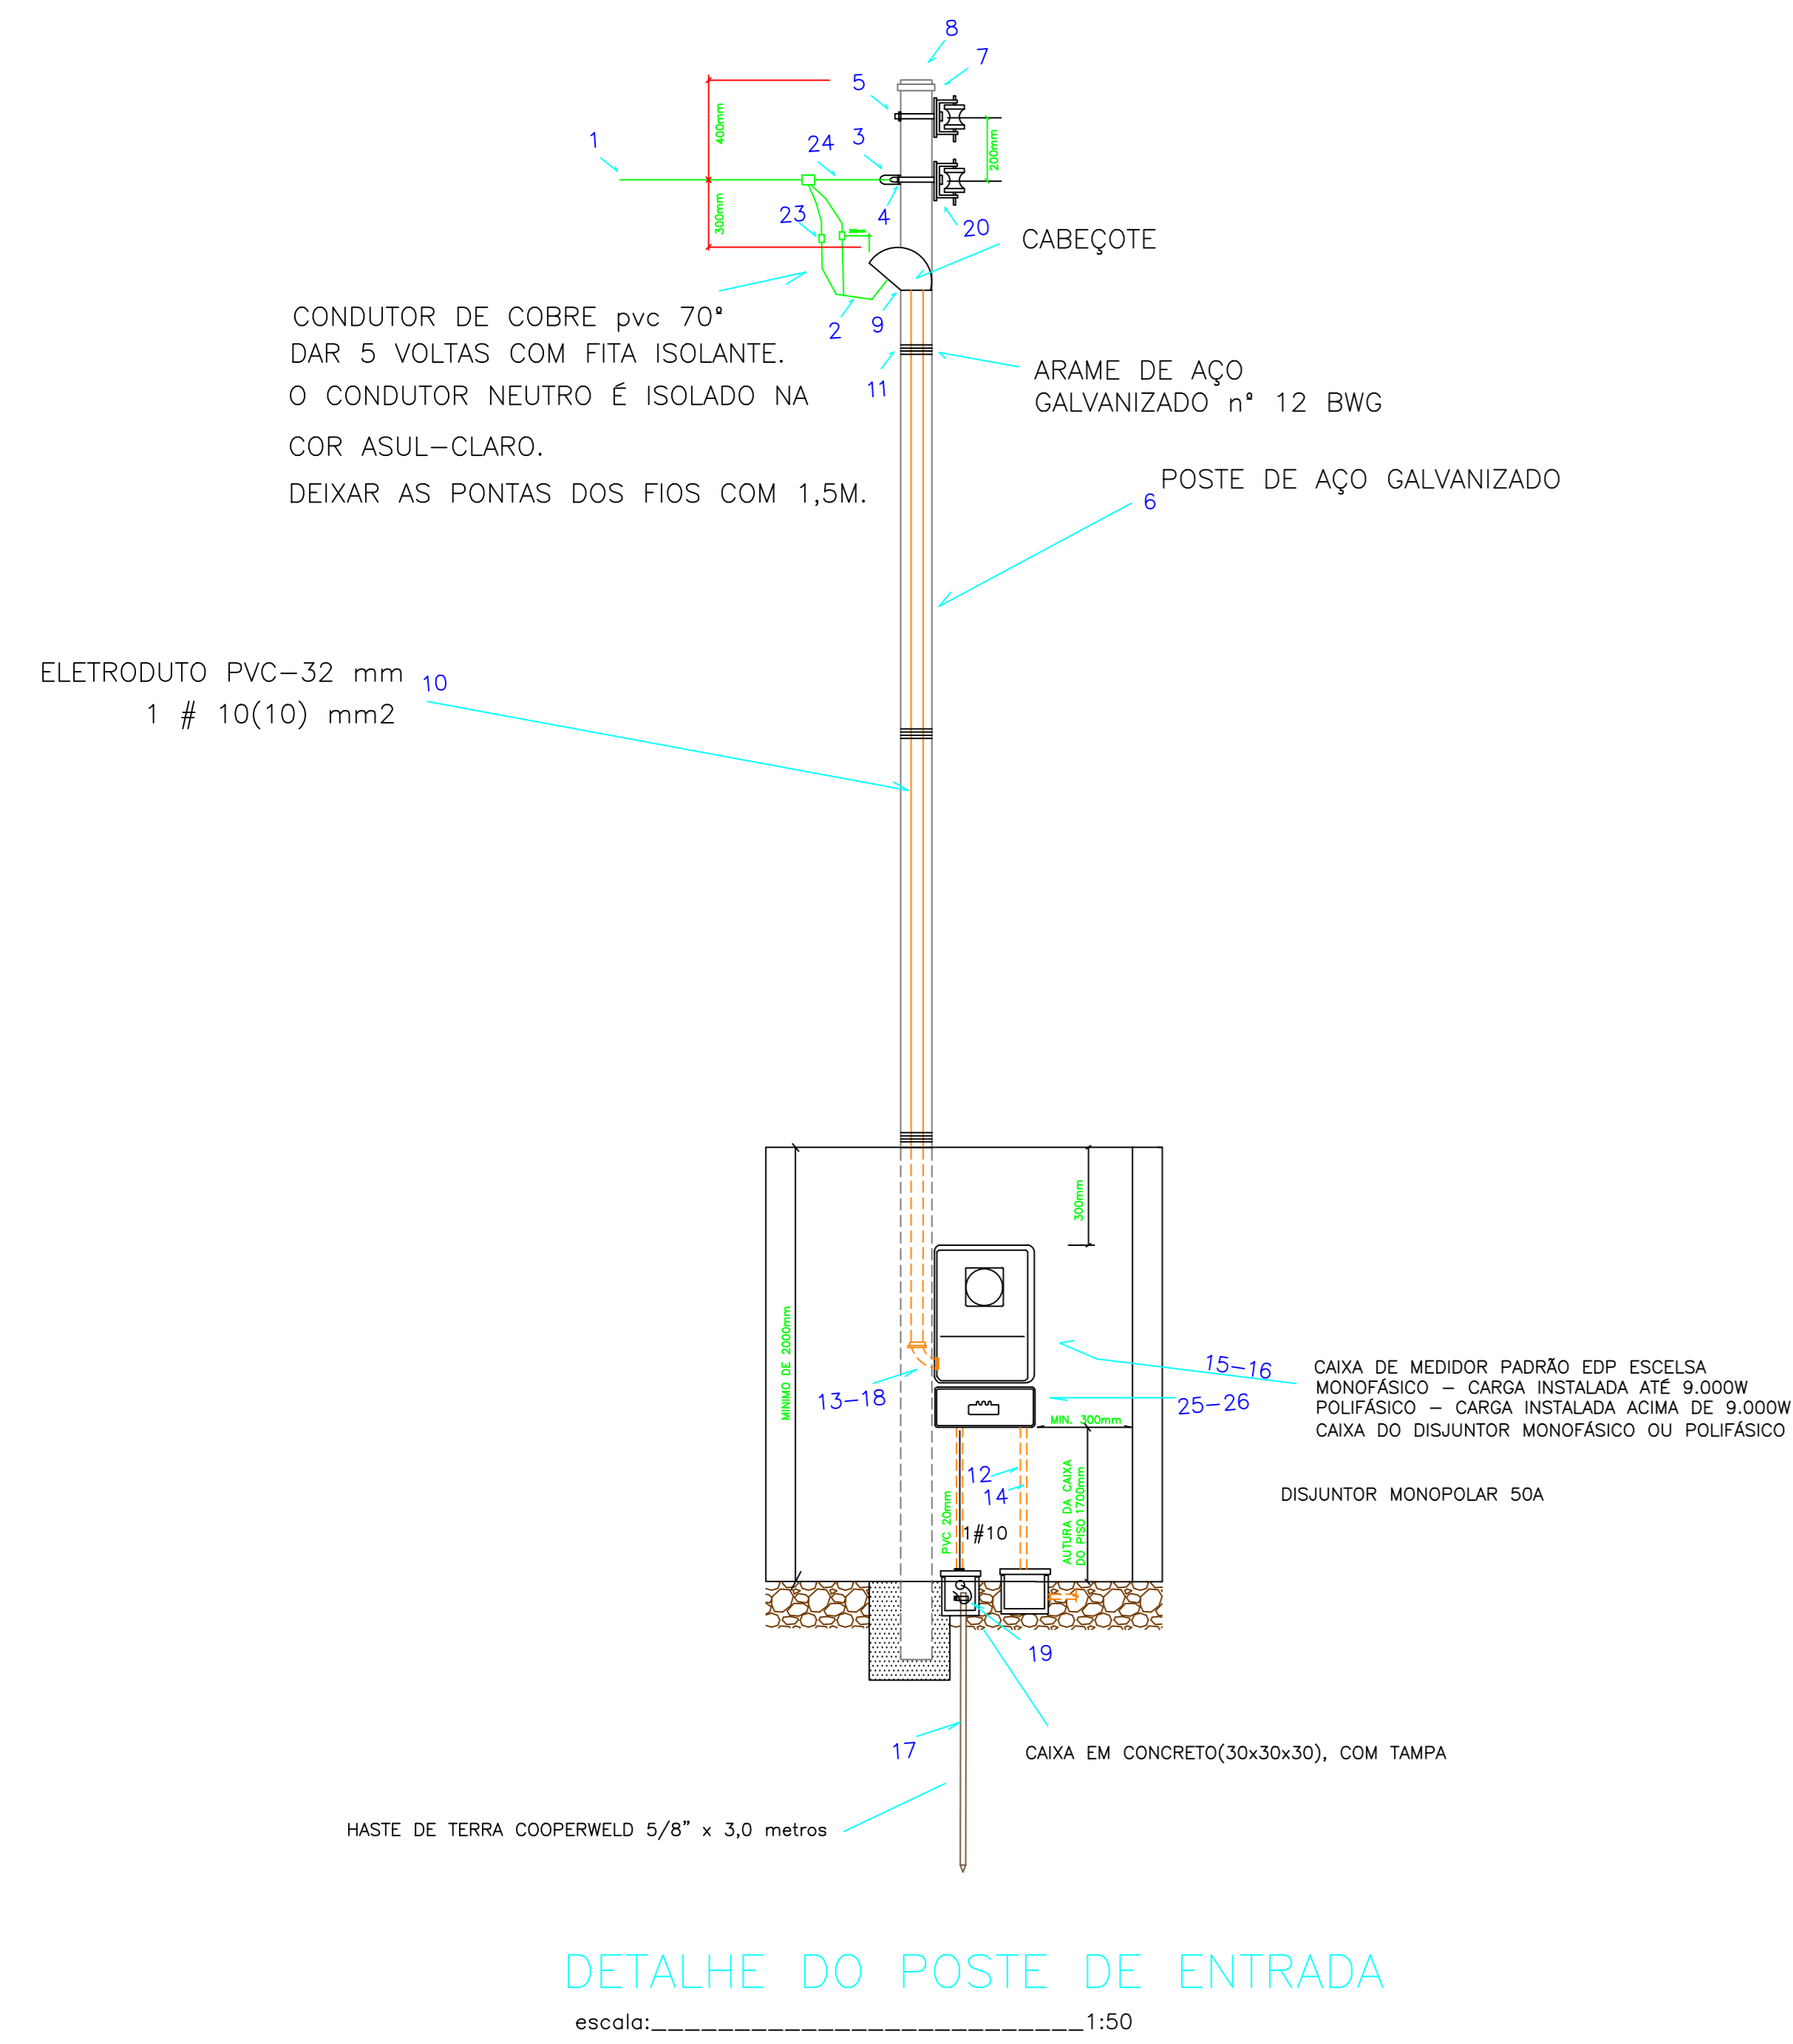 8
7
5
400mm
1
24
3
200mm
300mm
23
4
20
CABEÇOTE
CONDUTOR DE COBRE pvc 70º
DAR 5 VOLTAS COM FITA ISOLANTE.
O CONDUTOR NEUTRO É ISOLADO NA
COR ASUL-CLARO.
DEIXAR AS PONTAS DOS FIOS COM 1,5M.
2
9
11
ARAME DE AÇO
GALVANIZADO nº 12 BWG
POSTE DE AÇO GALVANIZADO
6
ELETRODUTO PVC-32 mm
1 # 10(10) mm2
10
300mm
MINIMO DE 2000mm
13-18
15-16
CAIXA DE MEDIDOR PADRÃO EDP ESCELSA
MONOFÁSICO - CARGA INSTALADA ATÉ 9.000W
POLIFÁSICO - CARGA INSTALADA ACIMA DE 9.000W
CAIXA DO DISJUNTOR MONOFÁSICO OU POLIFÁSICO
25-26
MIN. 300mm
12
14
DISJUNTOR MONOPOLAR 50A
PVC 20mm
1#10
AUTURA DA CAIXA
DO PISO 1700mm
19
17
CAIXA EM CONCRETO(30x30x30), COM TAMPA
HASTE DE TERRA COOPERWELD 5/8" x 3,0 metros
DETALHE DO POSTE DE ENTRADA
escala:__________________________1:50